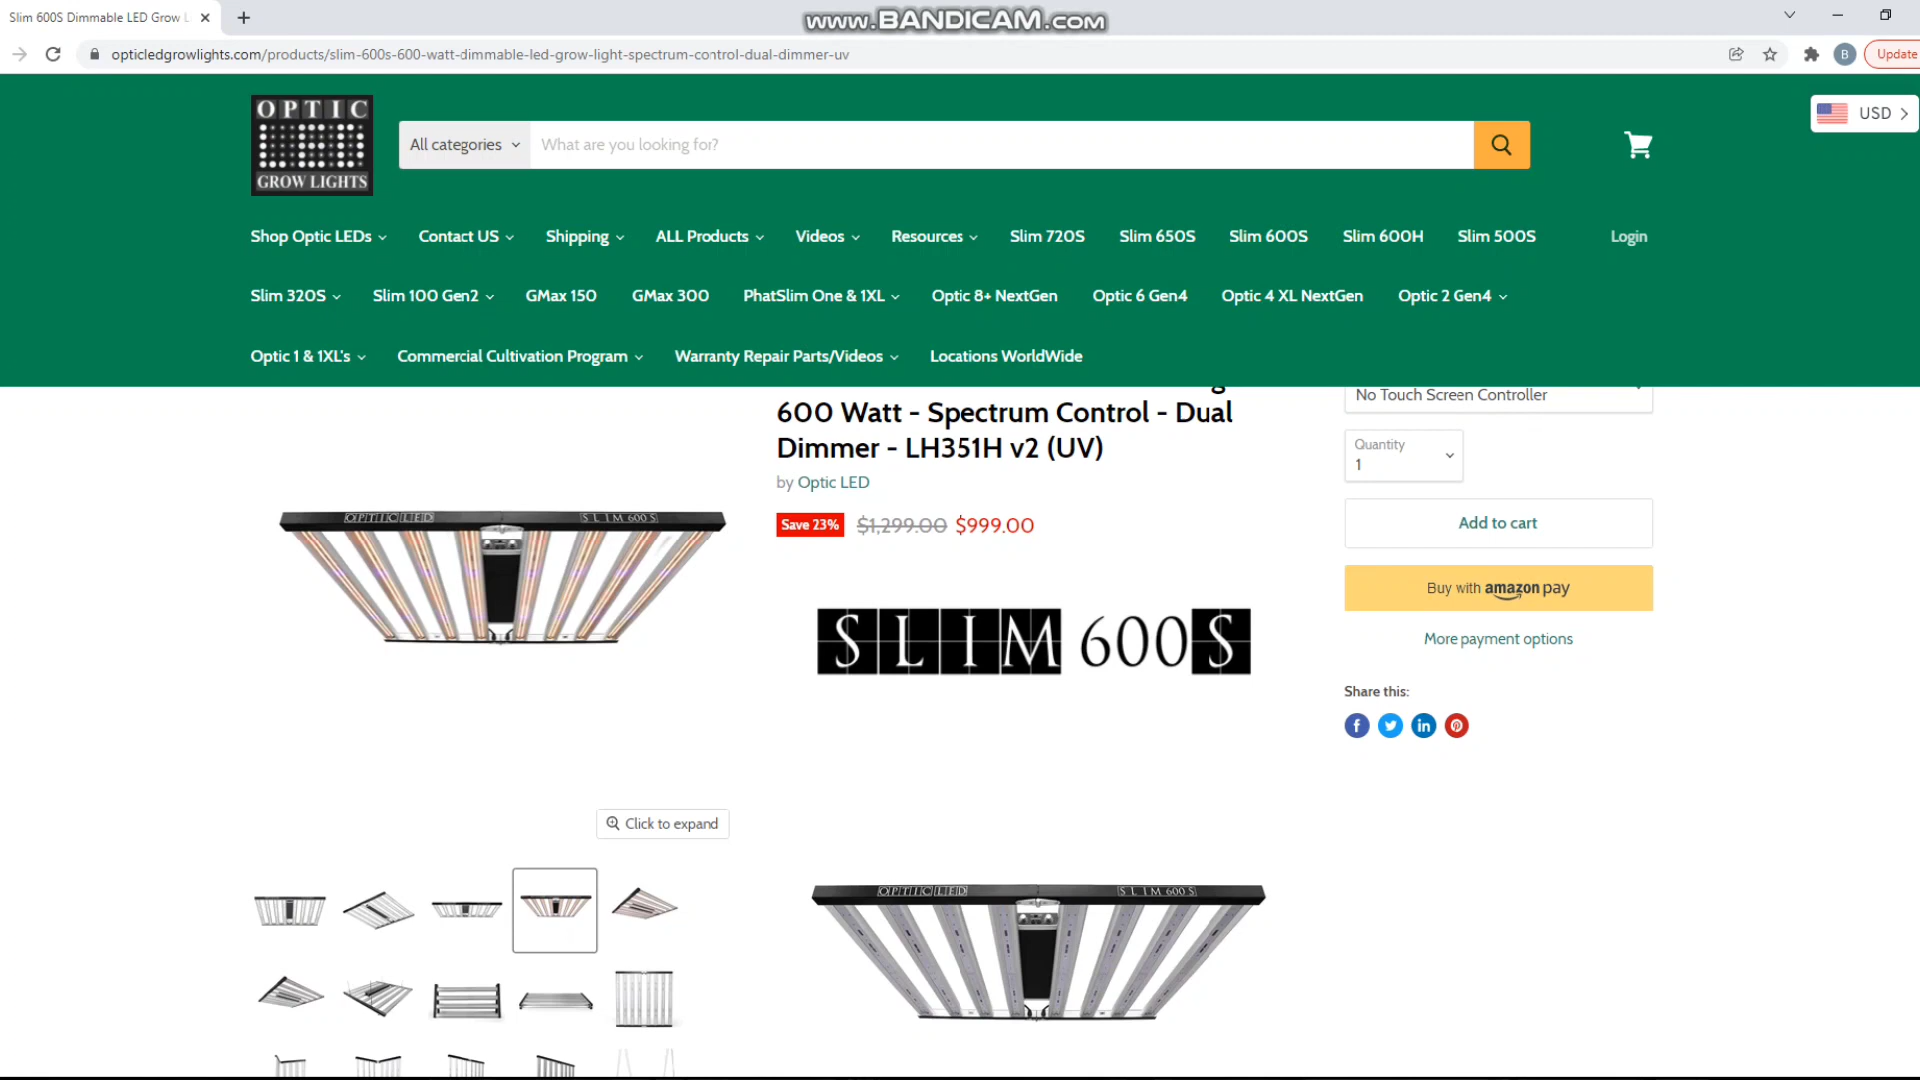 Slim 600S Dimmable LED Grow L
www.BANDICAM.com
opticledgrowlights.com/products/slim-600s-600-watt-dimmable-led-grow-light-spectrum-control-dual-dimmer-uv
B
Update
OPTIC
LED
GROW LIGHTS
All categories
What are you looking for?
USD
Shop Optic LEDs
Contact US
Shipping
ALL Products
Videos
Resources
Slim 720S
Slim 650S
Slim 600S
Slim 600H
Slim 500S
Login
Slim 320S
Slim 100 Gen2
GMax 150
GMax 300
PhatSlim One & 1XL
Optic 8+ NextGen
Optic 6 Gen4
Optic 4 XL NextGen
Optic 2 Gen4
Optic 1 & 1XL's
Commercial Cultivation Program
Warranty Repair Parts/Videos
Locations WorldWide
600 Watt - Spectrum Control - Dual
Dimmer - LH351H v2 (UV)
by Optic LED
Save 23% $1,299.00 $999.00
OPTIC LED
SLIM 600S
SLIM 600S
Click to expand
OPTIC LED
SLIM 600S
No Touch Screen Controller
Quantity
1
Add to cart
Buy with amazon pay
More payment options
Share this: